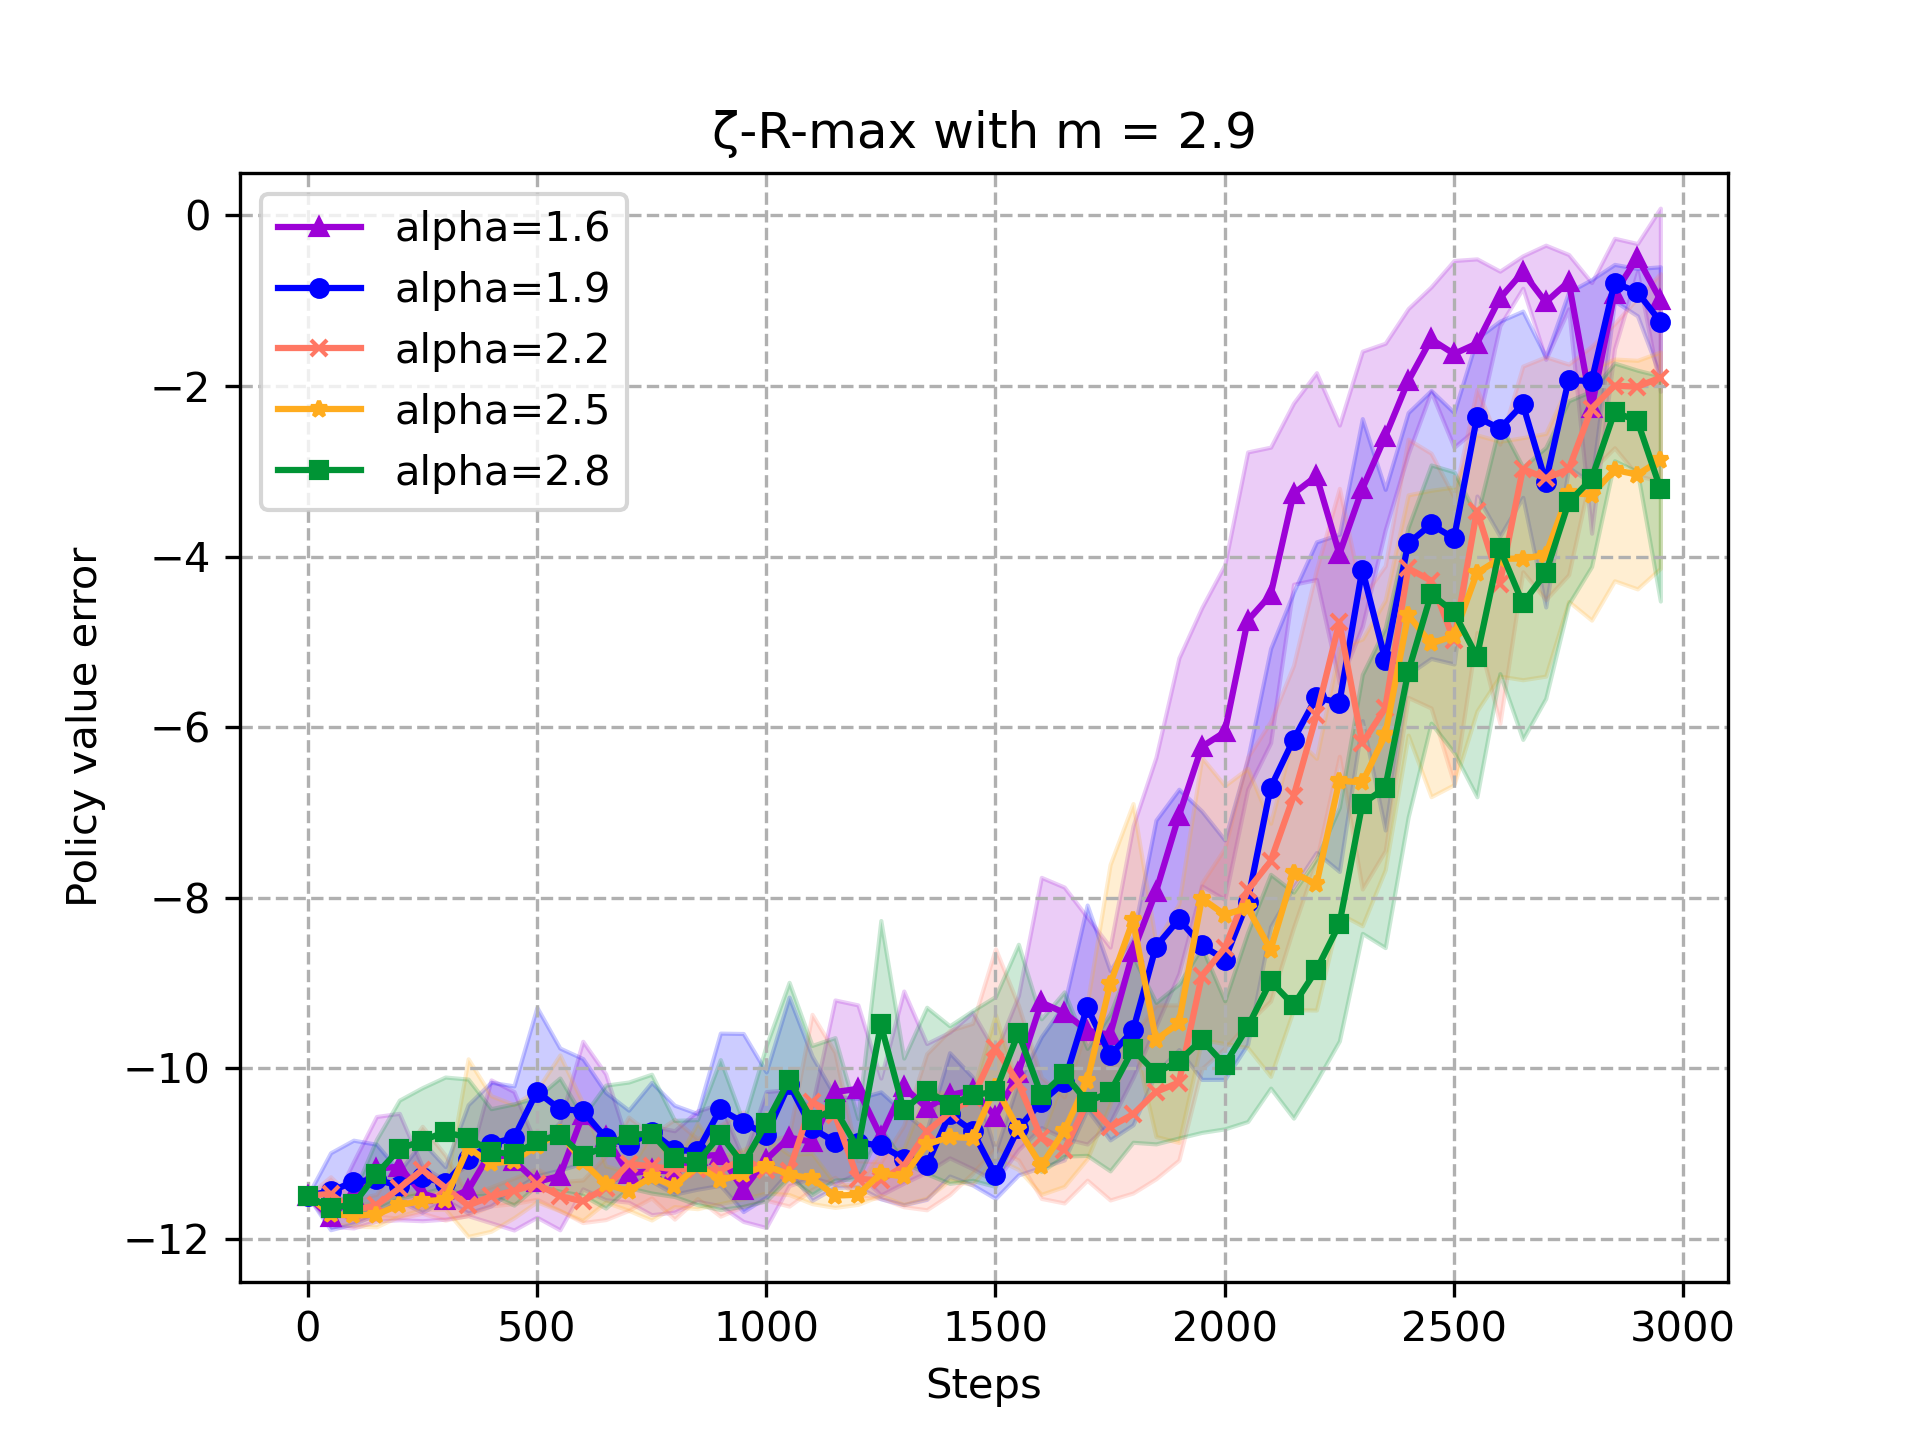 ζ-R-max with m = 2.9
alpha=1.6
alpha=1.9
alpha=2.2
alpha=2.5
alpha=2.8
0
−2
−4
−6
−8
−10
−12
Policy value error
0 500 1000 1500 2000 2500 3000
Steps